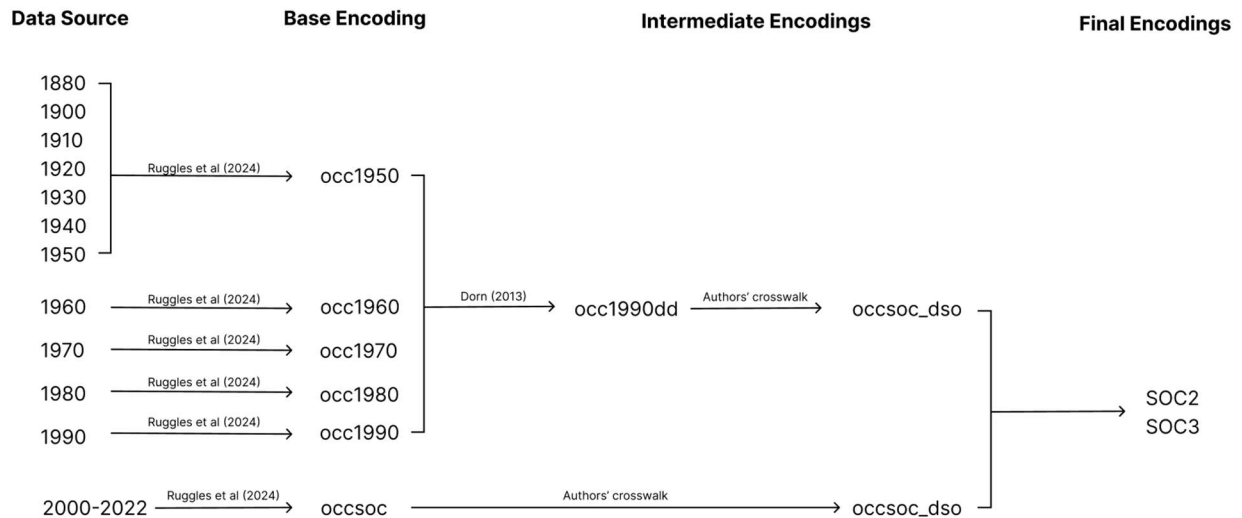 Data Source Base Encoding Intermediate Encodings Final Encodings
1880
1900
1910
1920 Ruggles et al (2024) occ1950
1930
1940
1950
1960 Ruggles et al (2024) occ1960 Dorn (2013) occ1990dd Authors' crosswalk occsoc_dso
1970 Ruggles et al (2024) occ1970
1980 Ruggles et al (2024) occ1980
SOC2
1990 Ruggles et al (2024) occ1990 SOC3
2000-2022 Ruggles et al (2024) occsoc Authors' crosswalk occsoc_dso